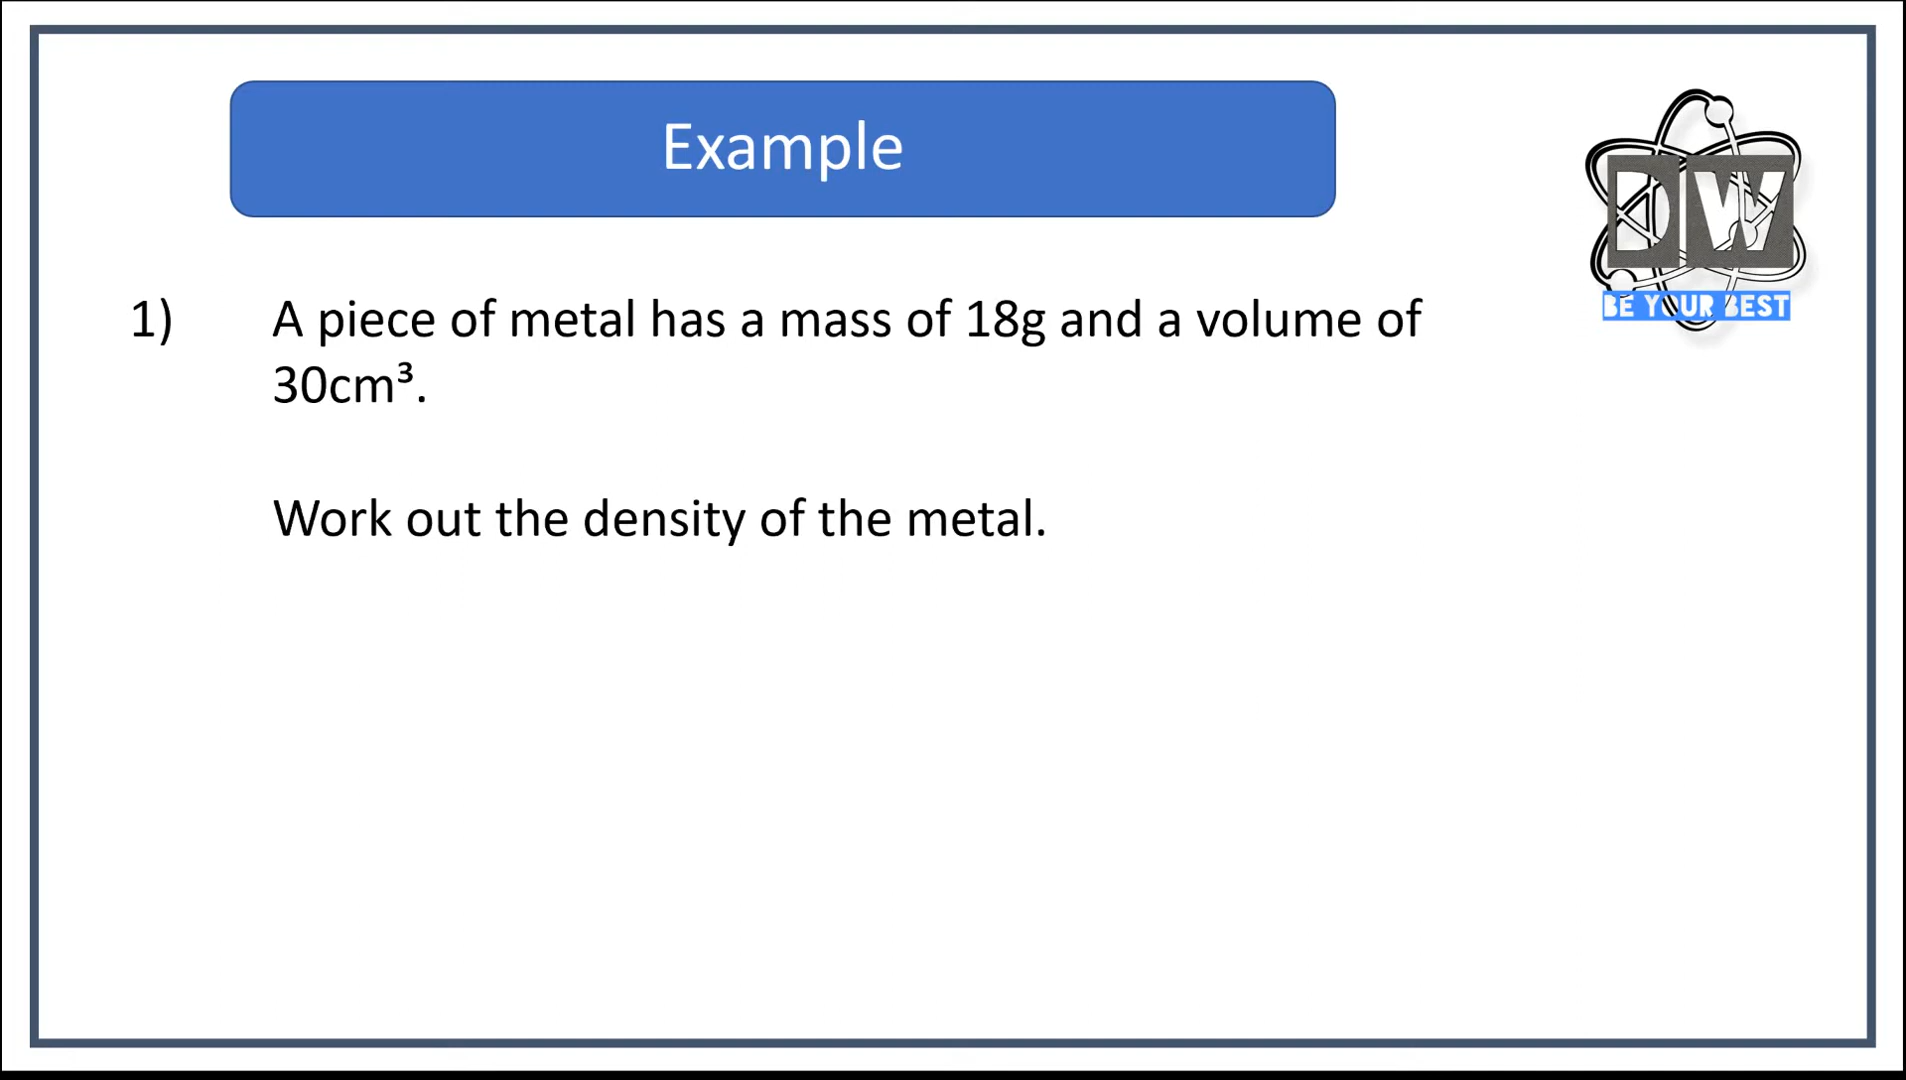 Example
DW
BE YOUR BEST
1) A piece of metal has a mass of 18g and a volume of
30cm³.
Work out the density of the metal.